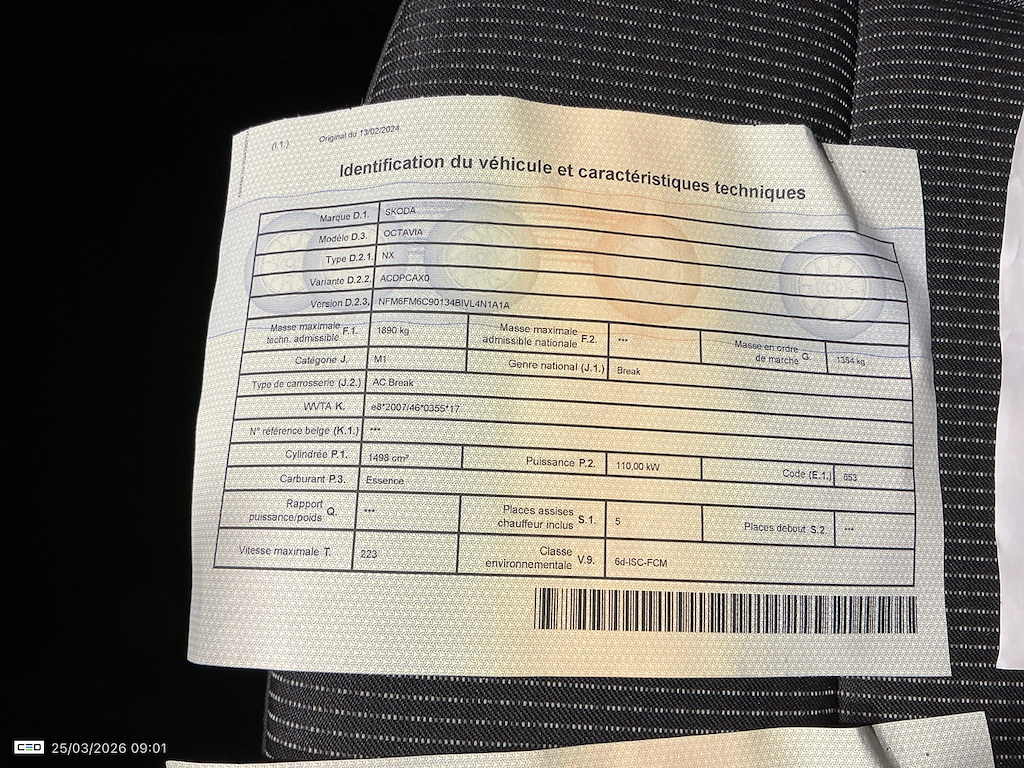 (I.1.) Original du 13/02/2024
Identification du véhicule et caractéristiques techniques
Marque D.1. SKODA
Modèle D.3. OCTAVIA
Type D.2.1. NX
Variante D.2.2. ACDPCAX0
Version D.2.3. NFM6FM6C90134BIVL4N1A1A
Masse maximale techn. admissible F.1. 1890 kg Masse maximale admissible nationale F.2. *** Masse en ordre de marche G. 1354 kg
Catégorie J. M1 Genre national (J.1.) Break
Type de carrosserie (J.2.) AC Break
WVTA K. e8*2007/46*0355*17
N° référence belge (K.1.) ***
Cylindrée P.1. 1498 cm³ Puissance P.2. 110,00 kW Code (E.1.) 653
Carburant P.3. Essence
Rapport puissance/poids Q. *** Places assises chauffeur inclus S.1. 5 Places debout S.2. ***
Vitesse maximale T. 223 Classe environnementale V.9. 6d-ISC-FCM
CEO 25/03/2026 09:01